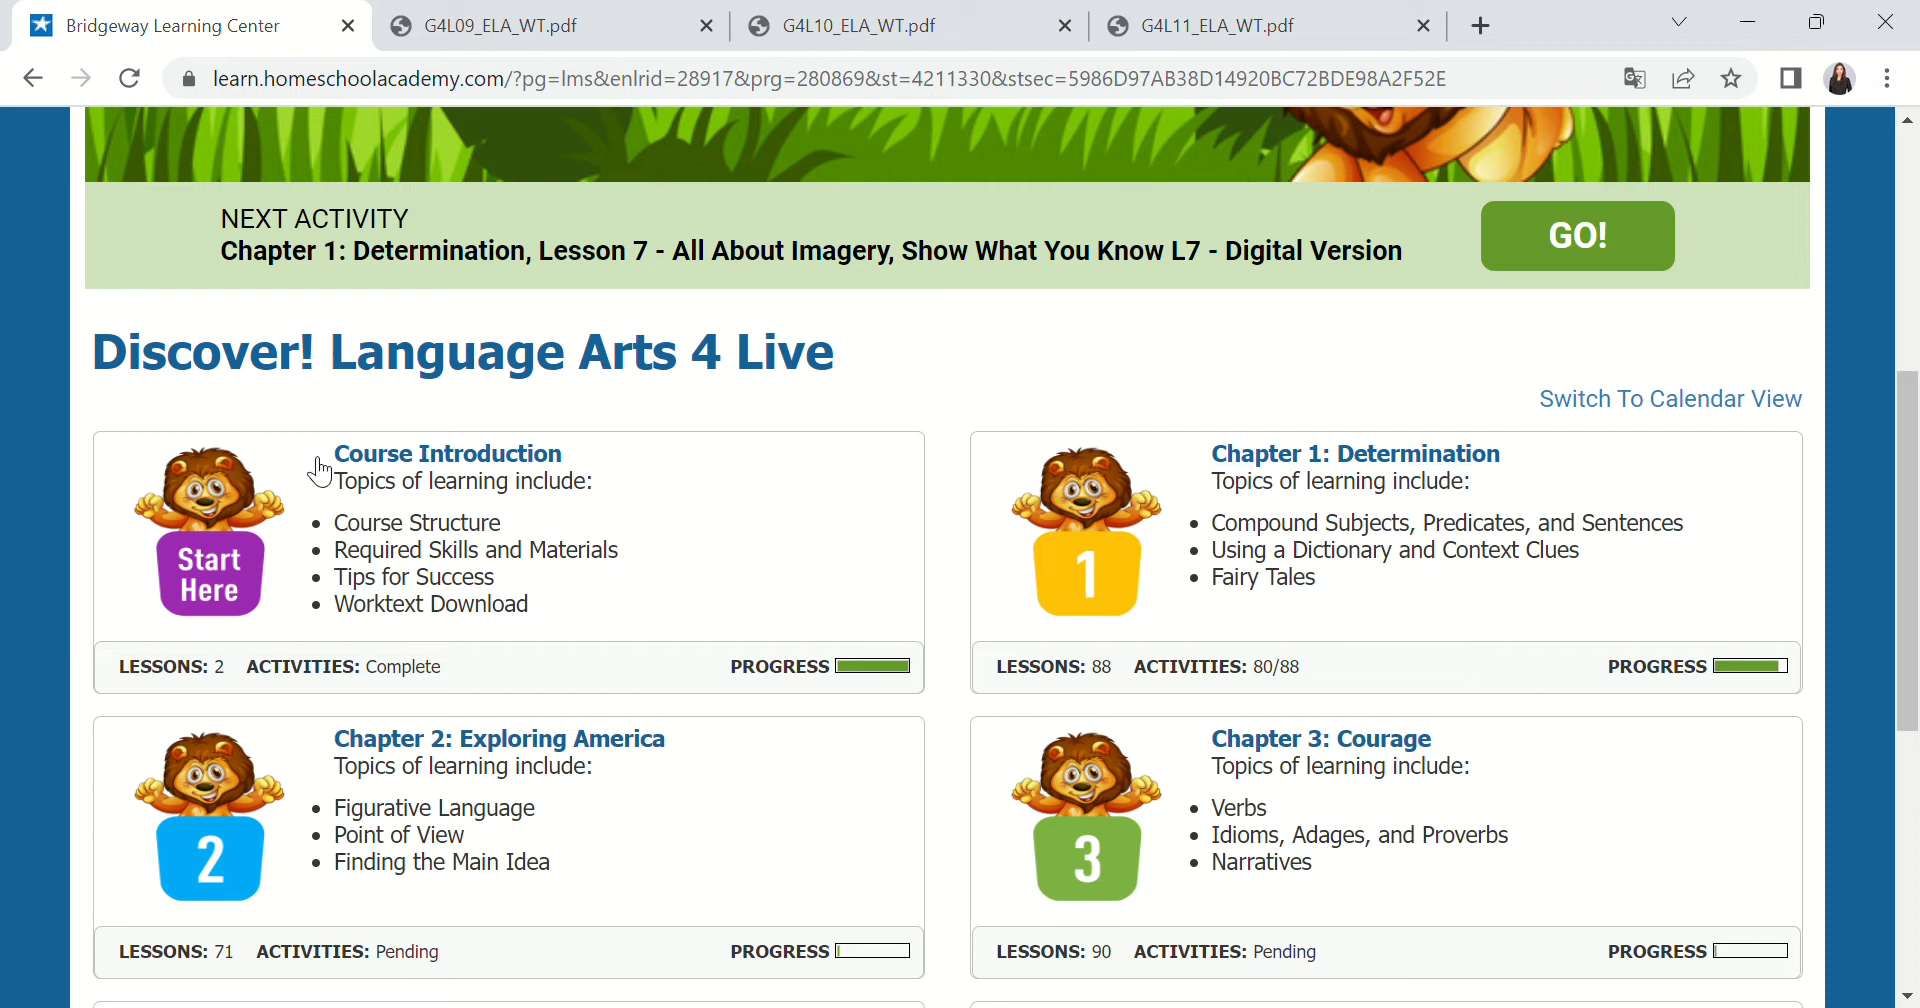 Bridgeway Learning Center
G4L09_ELA_WT.pdf
G4L10_ELA_WT.pdf
G4L11_ELA_WT.pdf
learn.homeschoolacademy.com/?pg=lms&enlrid=28917&prg=280869&st=4211330&stsec=5986D97AB38D14920BC72BDE98A2F52E
NEXT ACTIVITY
Chapter 1: Determination, Lesson 7 - All About Imagery, Show What You Know L7 - Digital Version
GO!
Discover! Language Arts 4 Live
Switch To Calendar View
Start
Here
Course Introduction
Topics of learning include:
• Course Structure
• Required Skills and Materials
• Tips for Success
• Worktext Download
LESSONS: 2 ACTIVITIES: Complete PROGRESS
1
Chapter 1: Determination
Topics of learning include:
• Compound Subjects, Predicates, and Sentences
• Using a Dictionary and Context Clues
• Fairy Tales
LESSONS: 88 ACTIVITIES: 80/88 PROGRESS
2
Chapter 2: Exploring America
Topics of learning include:
• Figurative Language
• Point of View
• Finding the Main Idea
LESSONS: 71 ACTIVITIES: Pending PROGRESS
3
Chapter 3: Courage
Topics of learning include:
• Verbs
• Idioms, Adages, and Proverbs
• Narratives
LESSONS: 90 ACTIVITIES: Pending PROGRESS